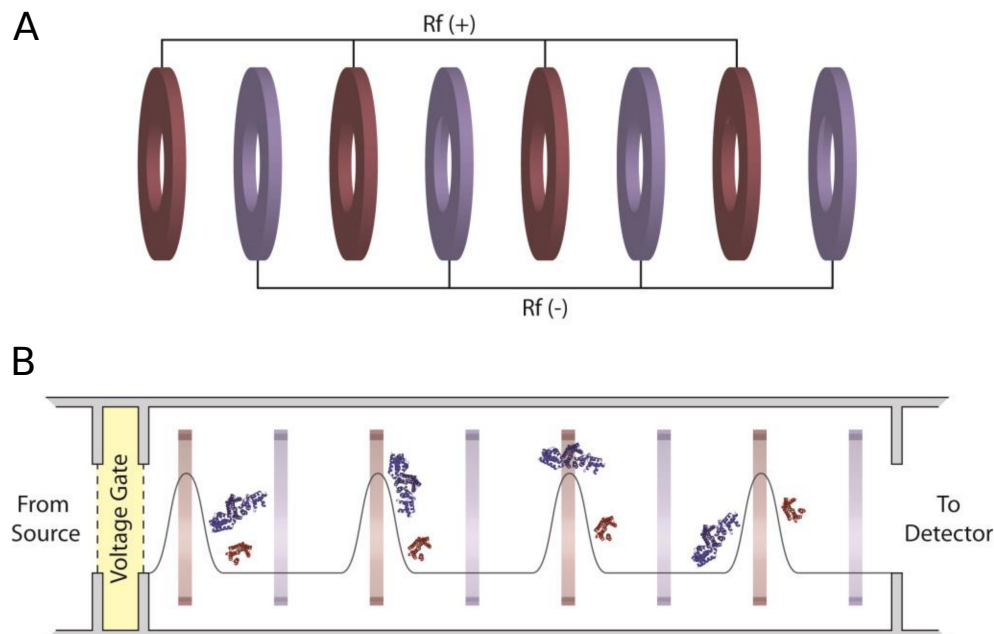 A
Rf (+)
Rf (-)
B
From
Source
Voltage Gate
To
Detector